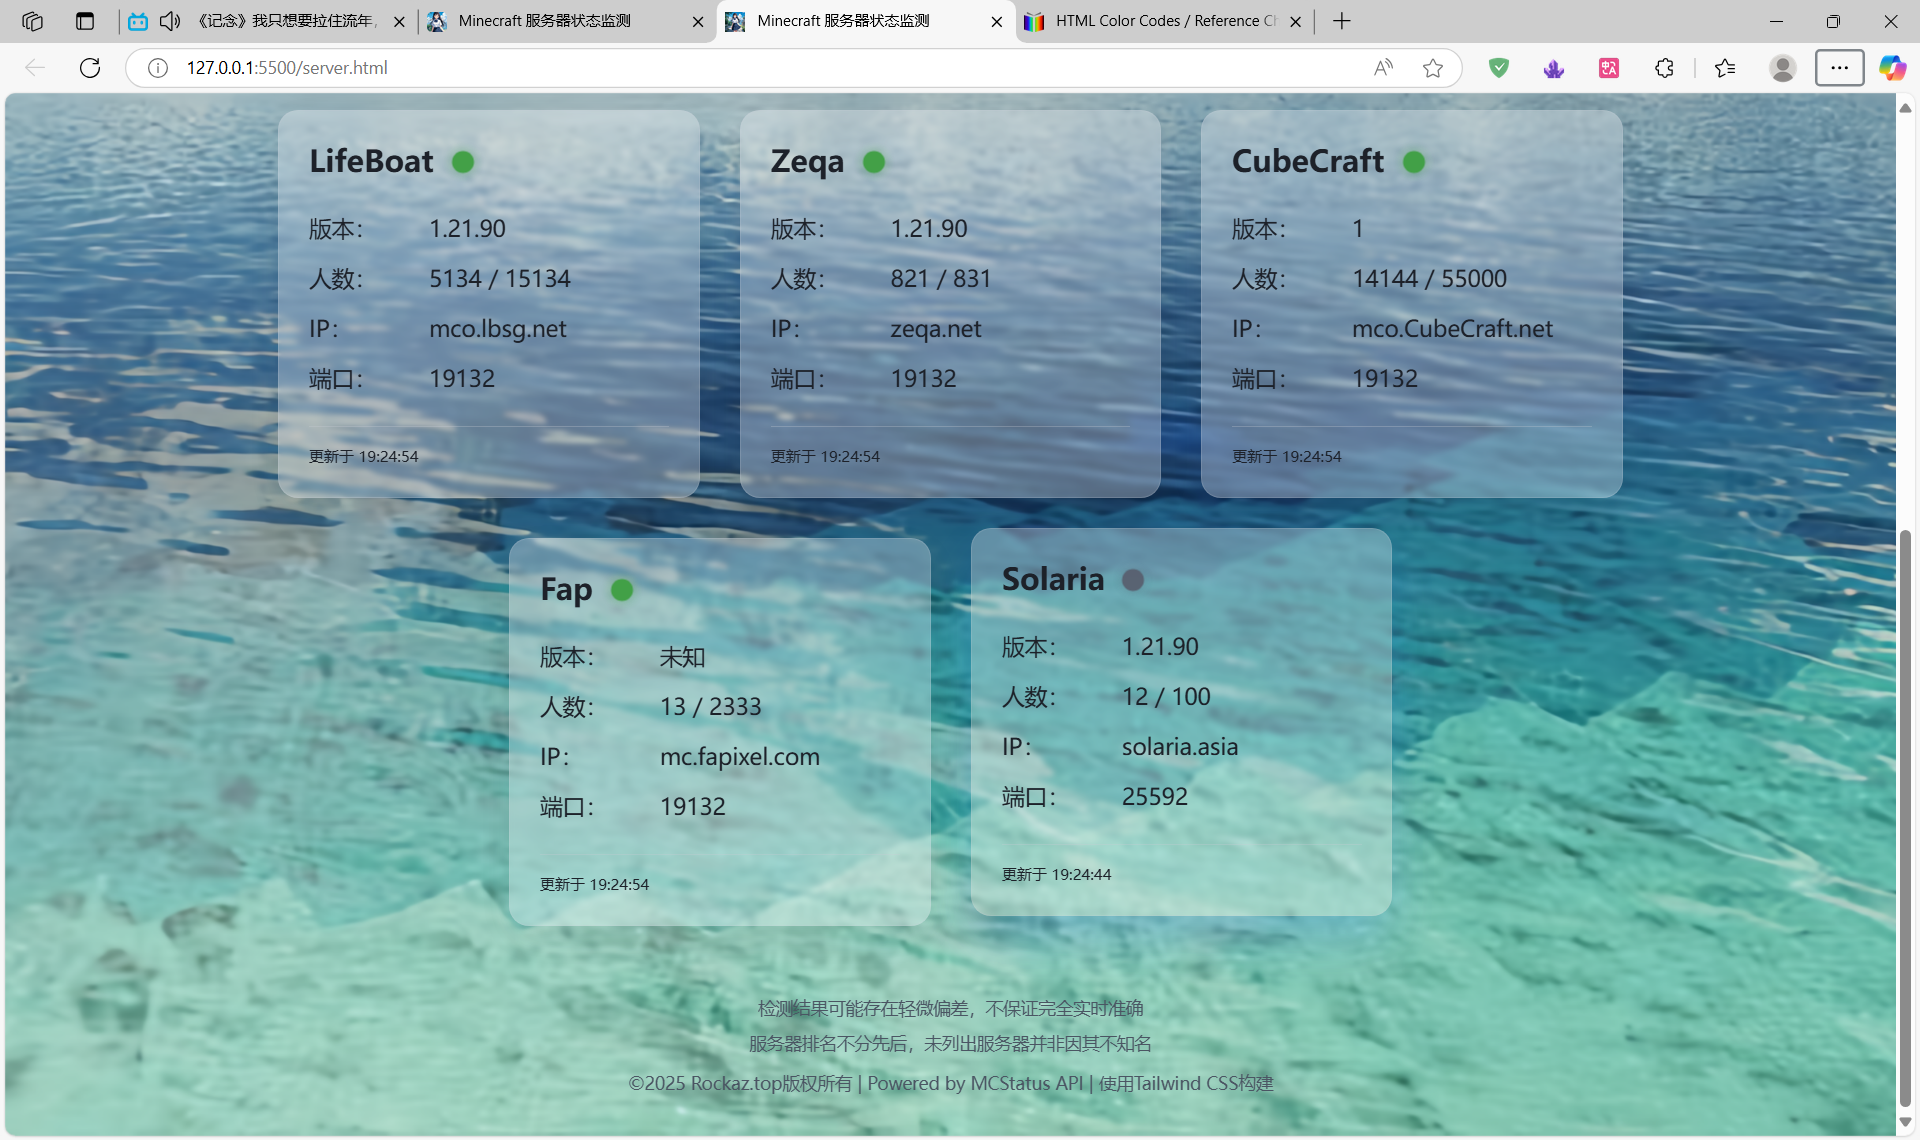 《记念》我只想要拉住流年，
Minecraft 服务器状态监测
Minecraft 服务器状态监测
HTML Color Codes / Reference Ch
127.0.0.1:5500/server.html
LifeBoat
版本： 1.21.90
人数： 5134 / 15134
IP： mco.lbsg.net
端口： 19132
更新于 19:24:54
Zeqa
版本： 1.21.90
人数： 821 / 831
IP： zeqa.net
端口： 19132
更新于 19:24:54
CubeCraft
版本： 1
人数： 14144 / 55000
IP： mco.CubeCraft.net
端口： 19132
更新于 19:24:54
Fap
版本： 未知
人数： 13 / 2333
IP： mc.fapixel.com
端口： 19132
更新于 19:24:54
Solaria
版本： 1.21.90
人数： 12 / 100
IP： solaria.asia
端口： 25592
更新于 19:24:44
检测结果可能存在轻微偏差，不保证完全实时准确
服务器排名不分先后，未列出服务器并非因其不知名
©2025 Rockaz.top版权所有 | Powered by MCStatus API | 使用Tailwind CSS构建